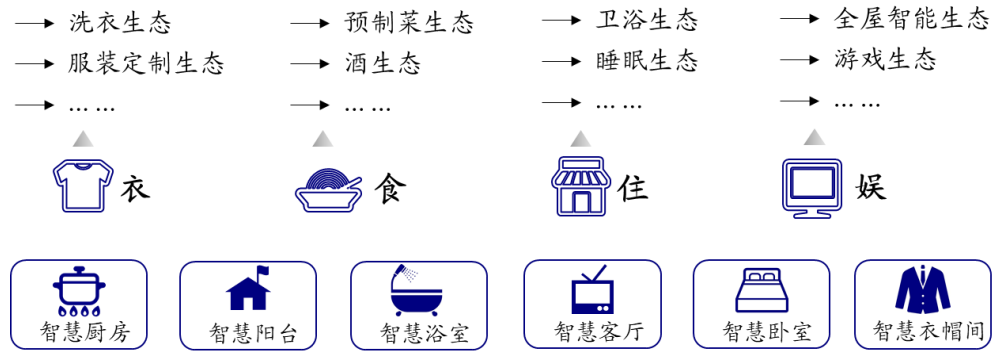 洗衣生态
预制菜生态
卫浴生态
全屋智能生态
服装定制生态
酒生态
睡眠生态
游戏生态
... ...
... ...
... ...
... ...
衣
食
住
娱
智慧厨房
智慧阳台
智慧浴室
智慧客厅
智慧卧室
智慧衣帽间